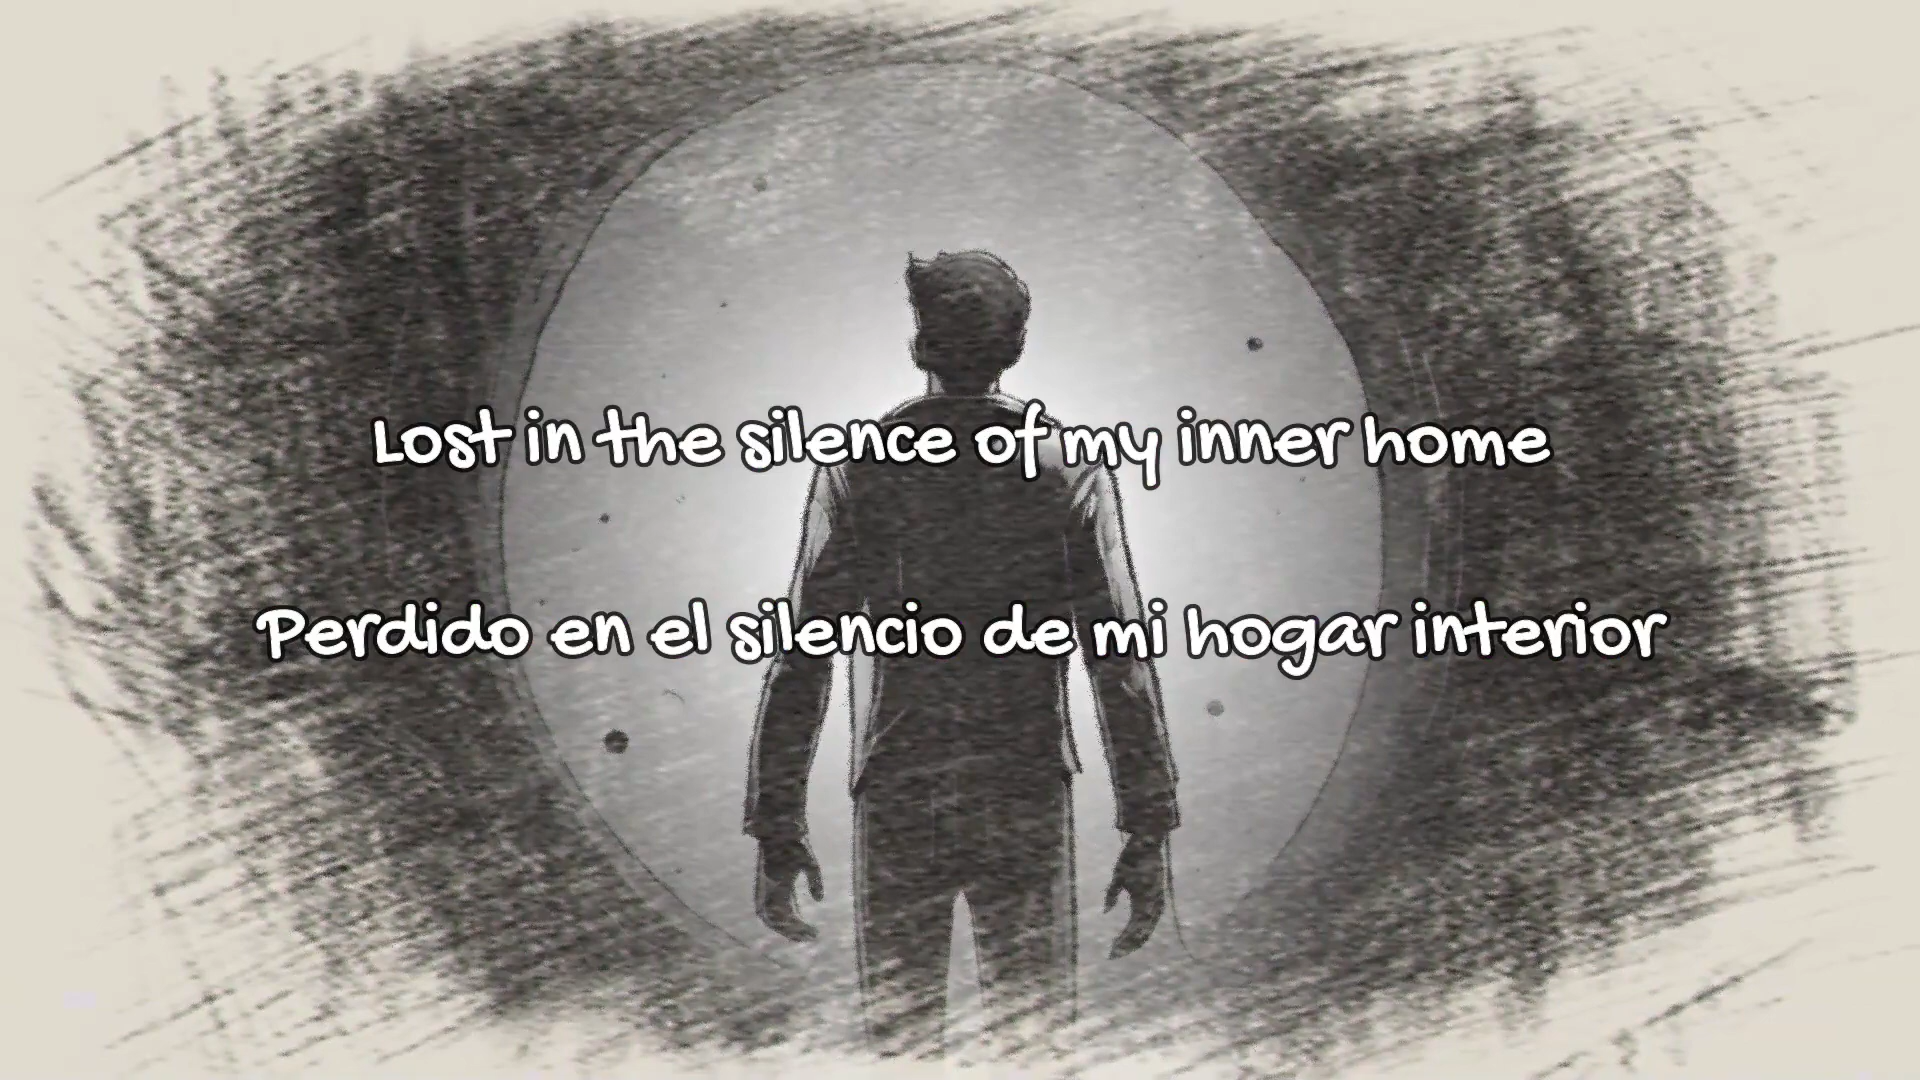 Lost in the silence of my inner home
Perdido en el silencio de mi hogar interior